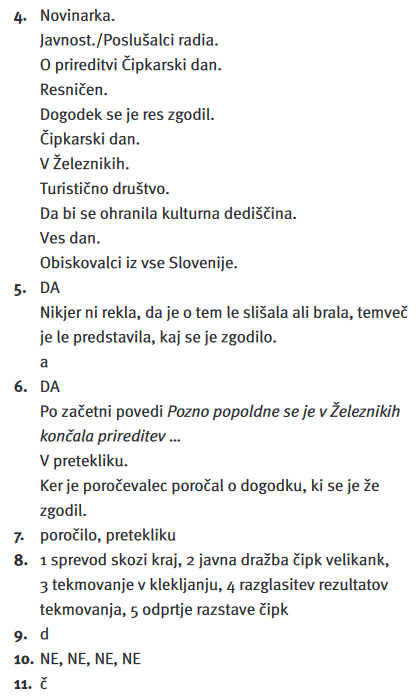 4. Novinarka.
Javnost./Poslušalci radia.
O prireditvi Čipkarski dan.
Resničen.
Dogodek se je res zgodil.
Čipkarski dan.
V Železnikih.
Turistično društvo.
Da bi se ohranila kulturna dediščina.
Ves dan.
Obiskovalci iz vse Slovenije.
5. DA
Nikjer ni rekla, da je o tem le slišala ali brala, temveč
je le predstavila, kaj se je zgodilo.
a
6. DA
Po začetni povedi Pozno popoldne se je v Železnikih
končala prireditev ...
V pretekliku.
Ker je poročevalec poročal o dogodku, ki se je že
zgodil.
7. poročilo, pretekliku
8. 1 sprevod skozi kraj, 2 javna dražba čipk velikank,
3 tekmovanje v klekljanju, 4 razglasitev rezultatov
tekmovanja, 5 odprtje razstave čipk
9. d
10. NE, NE, NE, NE
11. č